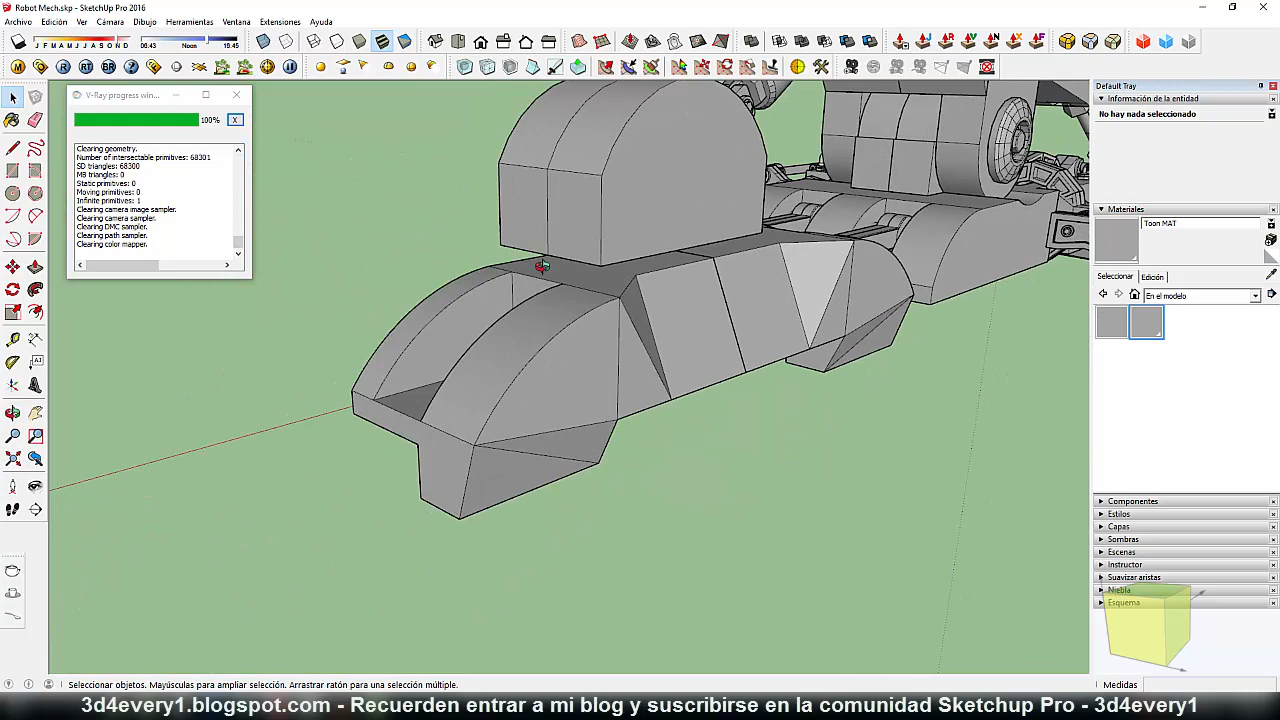 Robot Mech.skp - SketchUp Pro 2016
Archivo Edición Ver Cámara Dibujo Herramientas Ventana Extensiones Ayuda
J F M A M J J A S O N D 06:43 Noon 16:45
V-Ray progress win...
100%
X
Clearing geometry.
Number of intersectable primitives: 68301
SD triangles: 68300
MB triangles: 0
Static primitives: 0
Moving primitives: 0
Infinite primitives: 1
Clearing camera image sampler.
Clearing camera sampler.
Clearing DMC sampler.
Clearing path sampler.
Clearing color mapper.
Default Tray
Información de la entidad
No hay nada seleccionado
Materiales
Toon MAT
Seleccionar Edición
En el modelo
Componentes
Estilos
Capas
Sombras
Escenas
Instructor
Suavizar aristas
Niebla
Esquema
Seleccionar objetos. Mayúsculas para ampliar selección. Arrastrar ratón para una selección múltiple.
Medidas
3d4every1.blogspot.com - Recuerden entrar a mi blog y suscribirse en la comunidad Sketchup Pro - 3d4every1